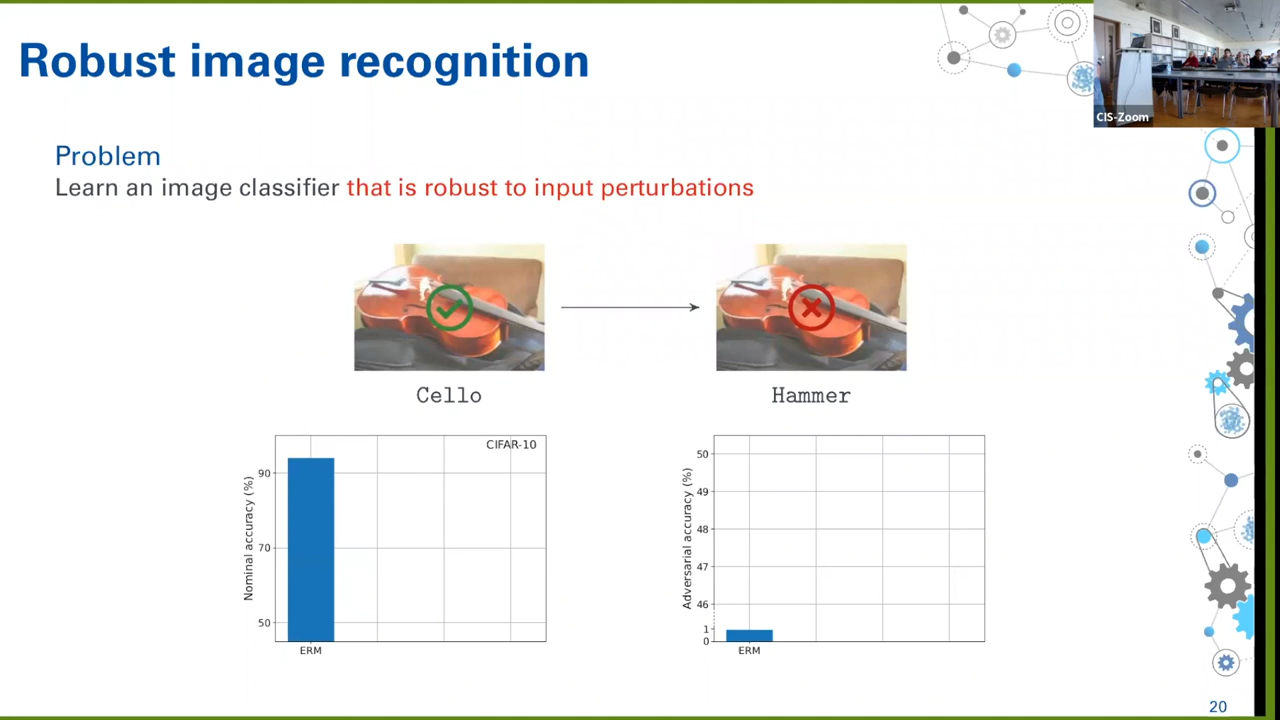 Robust image recognition
CIS-Zoom
Problem
Learn an image classifier that is robust to input perturbations
Cello
Hammer
CIFAR-10
Nominal accuracy (%)
90
70
50
ERM
Adversarial accuracy (%)
50
49
48
47
46
1
0
ERM
20